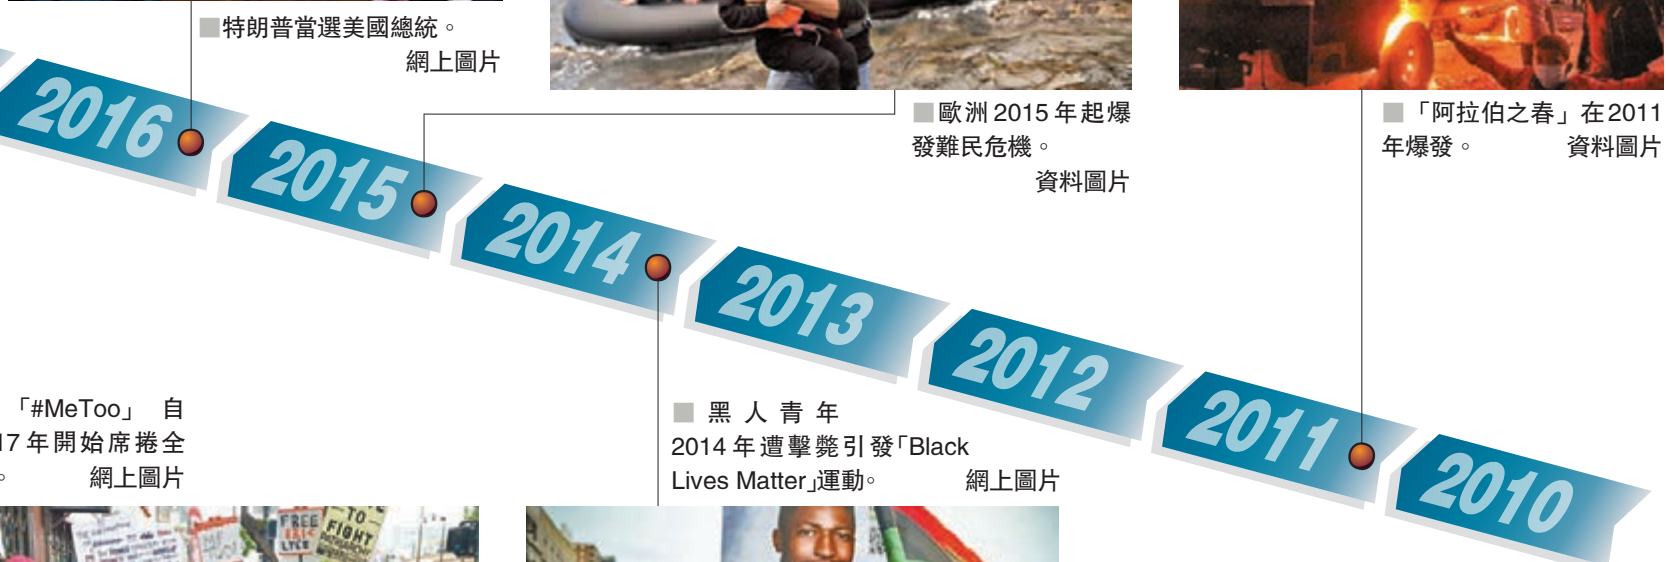 ■特朗普當選美國總統。
網上圖片
■歐洲2015年起爆
發難民危機。
資料圖片
■「阿拉伯之春」在2011
年爆發。 資料圖片
2016
2015
2014
2013
2012
2011
2010
「#MeToo」 自
17年開始席捲全
。 網上圖片
■ 黑人青年
2014年遭擊斃引發「Black
Lives Matter」運動。 網上圖片
FREE
LYCE
TO
FIGHT